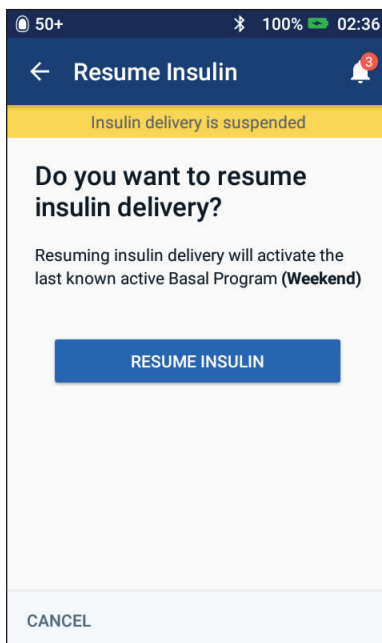 50+ 100% 02:36
Resume Insulin 3
Insulin delivery is suspended
Do you want to resume
insulin delivery?
Resuming insulin delivery will activate the
last known active Basal Program (Weekend)
RESUME INSULIN
CANCEL